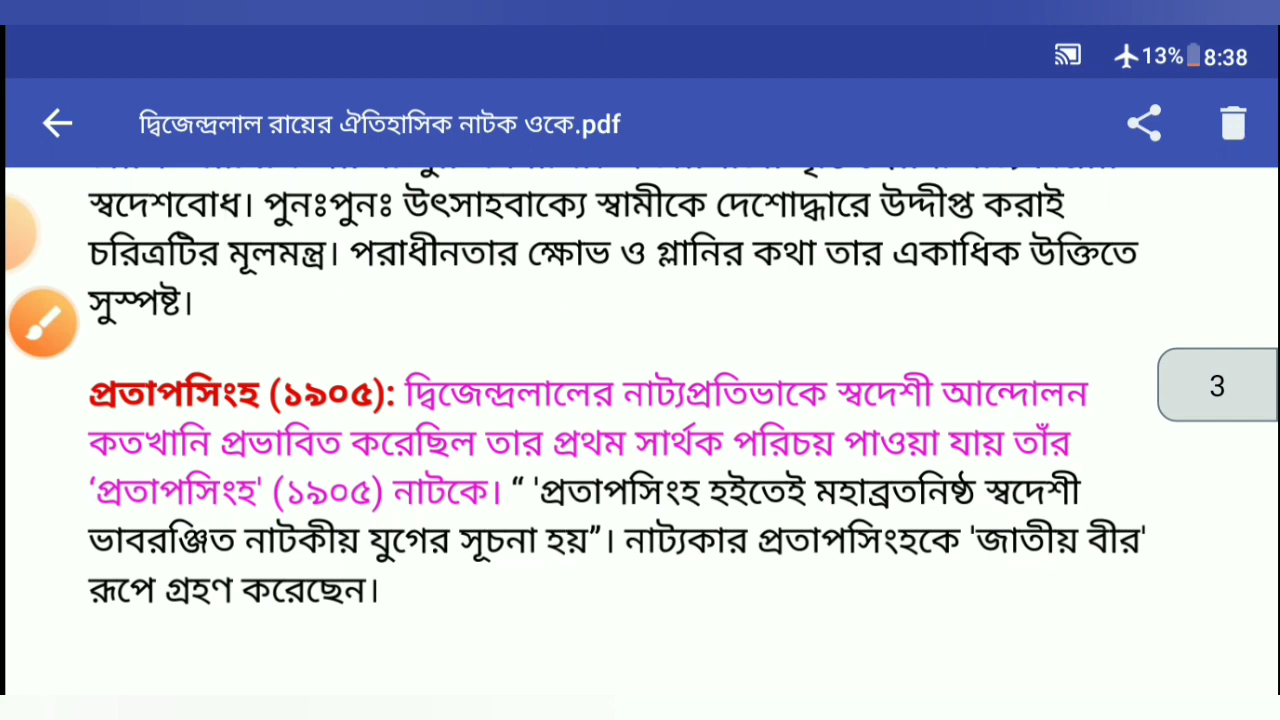 13% 8:38
দ্বিজেন্দ্রলাল রায়ের ঐতিহাসিক নাটক ওকে.pdf
স্বদেশবোধ। পুনঃপুনঃ উৎসাহবাক্যে স্বামীকে দেশোদ্ধারে উদ্দীপ্ত করাই
চরিত্রটির মূলমন্ত্র। পরাধীনতার ক্ষোভ ও গ্লানির কথা তার একাধিক উক্তিতে
সুস্পষ্ট।
3
প্রতাপসিংহ (১৯০৫): দ্বিজেন্দ্রলালের নাট্যপ্রতিভাকে স্বদেশী আন্দোলন
কতখানি প্রভাবিত করেছিল তার প্রথম সার্থক পরিচয় পাওয়া যায় তাঁর
‘প্রতাপসিংহ' (১৯০৫) নাটকে। “ 'প্রতাপসিংহ হইতেই মহাব্রতনিষ্ঠ স্বদেশী
ভাবরঞ্জিত নাটকীয় যুগের সূচনা হয়”। নাট্যকার প্রতাপসিংহকে 'জাতীয় বীর'
রূপে গ্রহণ করেছেন।